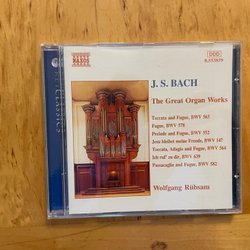 NAXOS
DDD
8.553859
J. S. BACH
The Great Organ Works
Toccata and Fugue, BWV 565
Fugue, BWV 578
Prelude and Fugue, BWV 552
Jesu bleibet meine Freude, BWV 147
Toccata, Adagio and Fugue, BWV 564
Ich ruf' zu dir, BWV 639
Passacaglia and Fugue, BWV 582
Wolfgang Rübsam